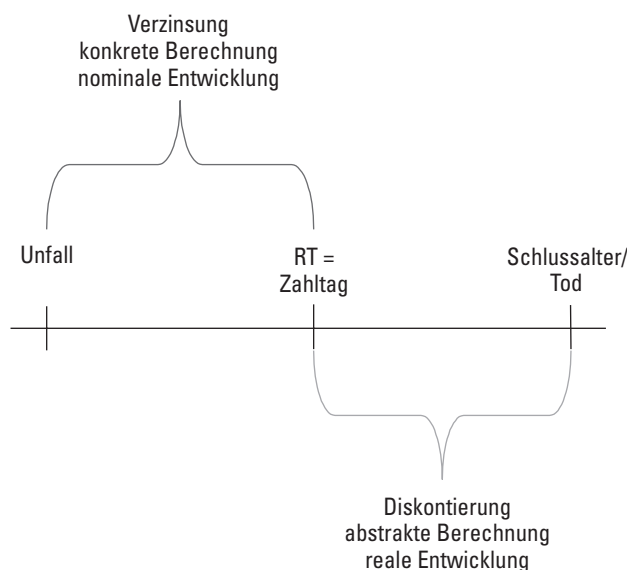 Verzinsung
konkrete Berechnung
nominale Entwicklung
Unfall
RT =
Zahltag
Schlussalter/
Tod
Diskontierung
abstrakte Berechnung
reale Entwicklung